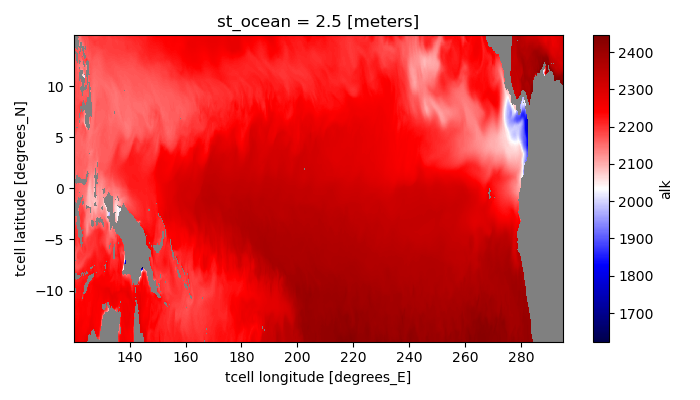 st_ocean = 2.5 [meters]
tcell latitude [degrees_N]
10
5
0
−5
−10
140 160 180 200 220 240 260 280
tcell longitude [degrees_E]
2400
2300
2200
2100
2000
1900
1800
1700
alk